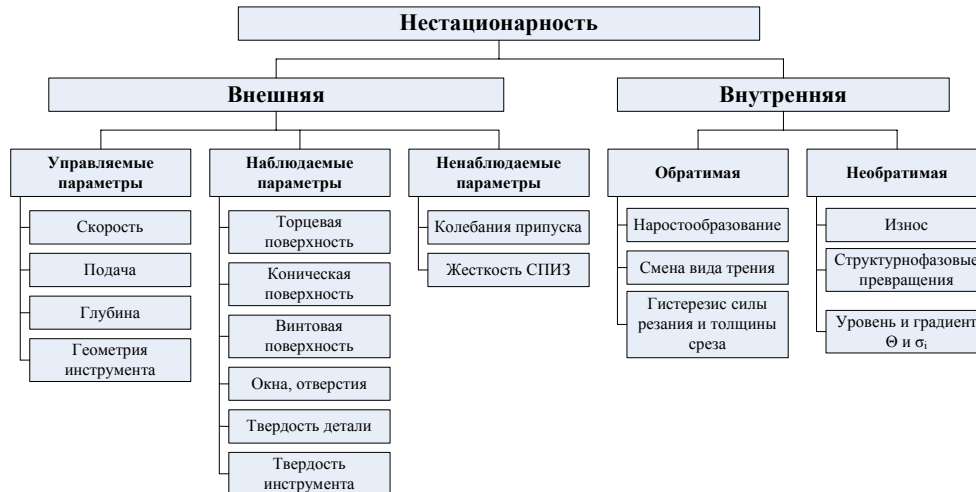 Нестационарность
Внешняя
Внутренняя
Управляемые
параметры
Скорость
Подача
Глубина
Геометрия
инструмента
Наблюдаемые
параметры
Торцевая
поверхность
Коническая
поверхность
Винтовая
поверхность
Окна, отверстия
Твердость детали
Твердость
инструмента
Ненаблюдаемые
параметры
Колебания припуска
Жесткость СПИЗ
Обратимая
Наростообразование
Смена вида трения
Гистерезис силы
резания и толщины
среза
Необратимая
Износ
Структурнофазовые
превращения
Уровень и градиент
Θ и σᵢ